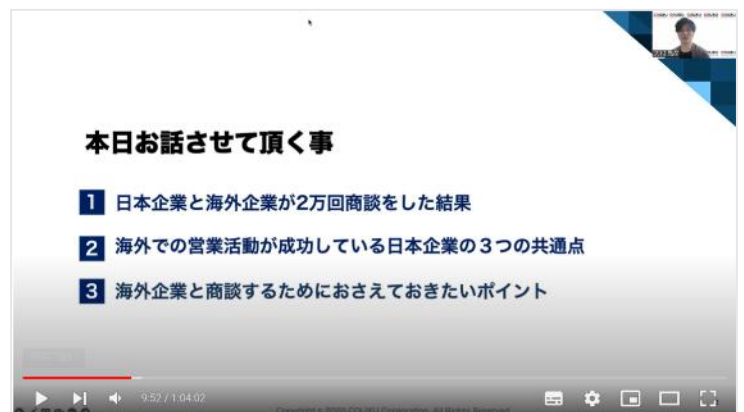 本日お話させて頂く事
1 日本企業と海外企業が2万回商談をした結果
2 海外での営業活動が成功している日本企業の３つの共通点
3 海外企業と商談するためにおさえておきたいポイント
9:52 / 1:04:02